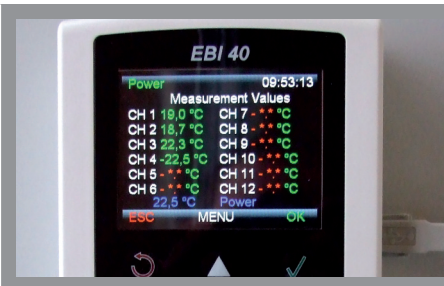 EBI 40
Power 09:53:13
Measurement Values
CH 1 19,0 °C CH 7 -*.* °C
CH 2 18,7 °C CH 8 -*.* °C
CH 3 22,3 °C CH 9 -*.* °C
CH 4 -22,5 °C CH 10 -*.* °C
CH 5 -*.* °C CH 11 -*.* °C
CH 6 -*.* °C CH 12 -*.* °C
22,5 °C Power
ESC MENU OK